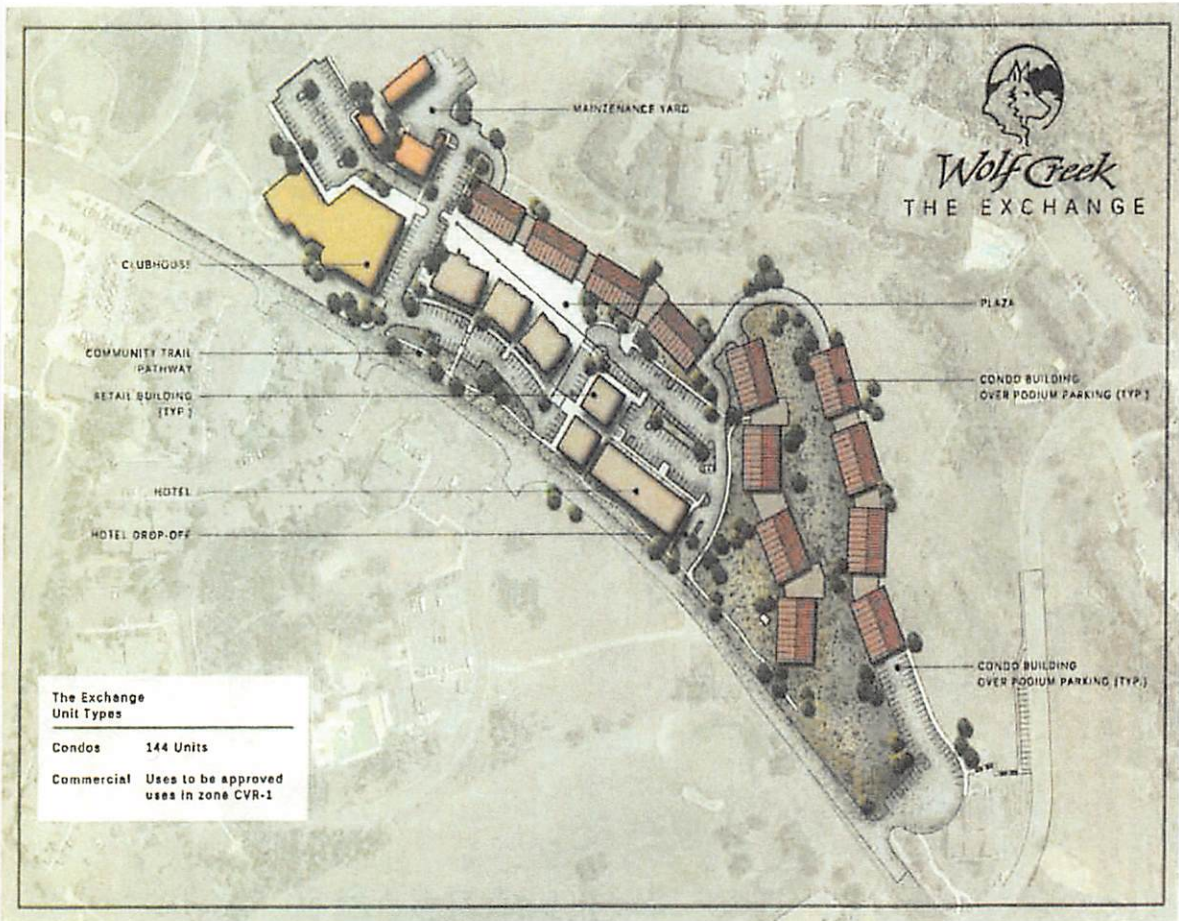 Wolf Creek
THE EXCHANGE
MAINTENANCE YARD
CLUBHOUSE
PLAZA
COMMUNITY TRAIL
PATHWAY
RETAIL BUILDING
(TYP.)
CONDO BUILDING
OVER PODIUM PARKING (TYP.)
HOTEL
HOTEL DROP-OFF
CONDO BUILDING
OVER PODIUM PARKING (TYP.)
The Exchange
Unit Types
Condos 144 Units
Commercial Uses to be approved
uses in zone CVR-1